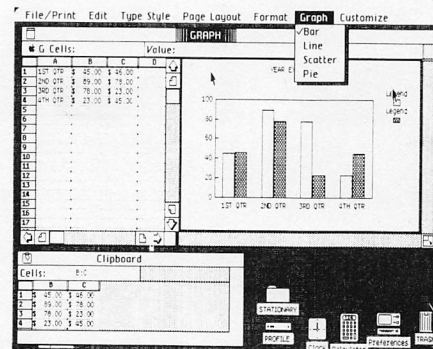 File/Print Edit Type Style Page Layout Format Graph Customize
GRAPH
G Cells: Value:
✓Bar
Line
Scatter
Pie
A B C D
1 1ST QTR $ 45.00 $ 46.00
2 2ND QTR $ 89.00 $ 78.00
3 3RD QTR $ 78.00 $ 23.00
4 4TH QTR $ 23.00 $ 45.00
5
6
7
8
9
10
11
12
13
14
15
16
17
YEAR E
Legend
Legend
100
80
60
40
20
0
1ST QTR 2ND QTR 3RD QTR 4TH QTR
Clipboard
Cells: B:C
B C
1 $ 45.00 $ 46.00
2 $ 89.00 $ 78.00
3 $ 78.00 $ 23.00
4 $ 23.00 $ 45.00
STATIONARY
PROFILE
Clock
Calculator
Preferences
TRASH